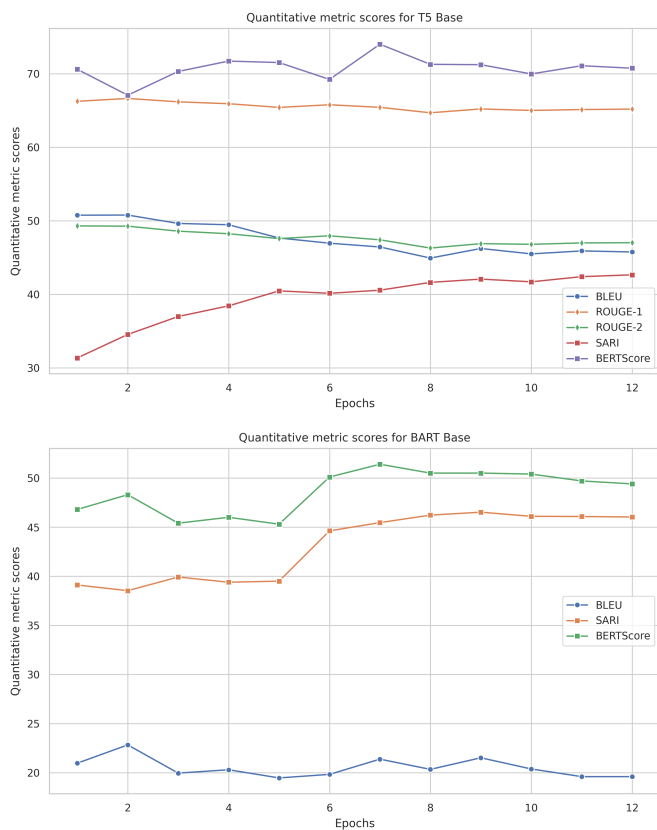 Quantitative metric scores for T5 Base
Quantitative metric scores
70
60
50
40
30
BLEU
ROUGE-1
ROUGE-2
SARI
BERTScore
2 4 6 8 10 12
Epochs
Quantitative metric scores for BART Base
Quantitative metric scores
50
45
40
35
30
25
20
BLEU
SARI
BERTScore
2 4 6 8 10 12
Epochs